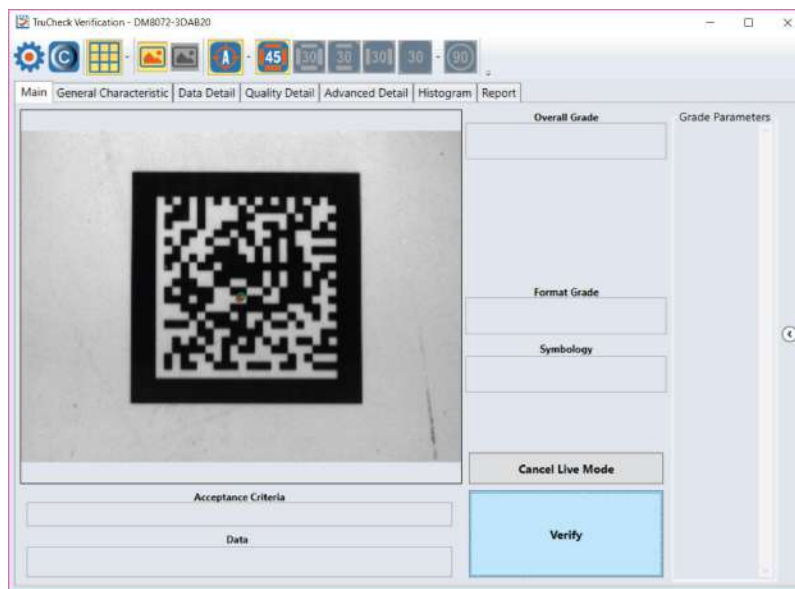 TruCheck Verification - DM8072-3DAB20
A 45 30 30 30 30 90
Main General Characteristic Data Detail Quality Detail Advanced Detail Histogram Report
Overall Grade
Grade Parameters
Format Grade
Symbology
Cancel Live Mode
Verify
Acceptance Criteria
Data